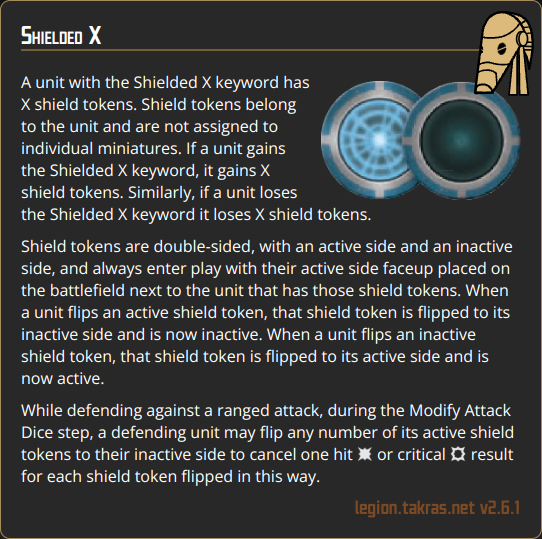 Shielded X
A unit with the Shielded X keyword has
X shield tokens. Shield tokens belong
to the unit and are not assigned to
individual miniatures. If a unit gains
the Shielded X keyword, it gains X
shield tokens. Similarly, if a unit loses
the Shielded X keyword it loses X shield tokens.
Shield tokens are double-sided, with an active side and an inactive
side, and always enter play with their active side faceup placed on
the battlefield next to the unit that has those shield tokens. When
a unit flips an active shield token, that shield token is flipped to its
inactive side and is now inactive. When a unit flips an inactive
shield token, that shield token is flipped to its active side and is
now active.
While defending against a ranged attack, during the Modify Attack
Dice step, a defending unit may flip any number of its active shield
tokens to their inactive side to cancel one hit or critical result
for each shield token flipped in this way.
legion.takras.net v2.6.1